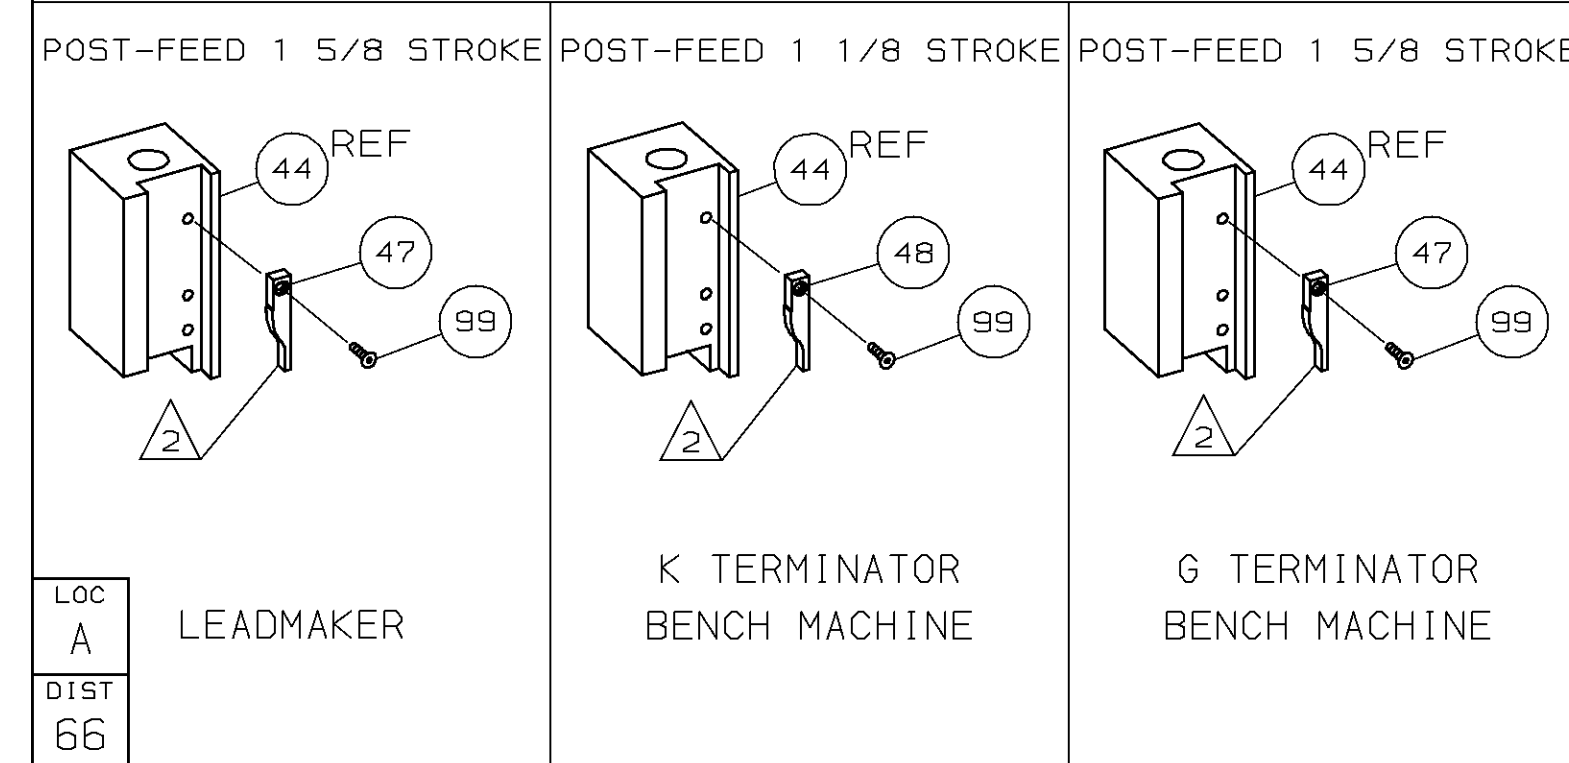 POST-FEED 1 5/8 STROKE
44 REF
47
99
2
LEADMAKER
LOC
A
DIST
66
POST-FEED 1 1/8 STROKE
44 REF
48
99
2
K TERMINATOR
BENCH MACHINE
POST-FEED 1 5/8 STROKE
44 REF
47
99
2
G TERMINATOR
BENCH MACHINE